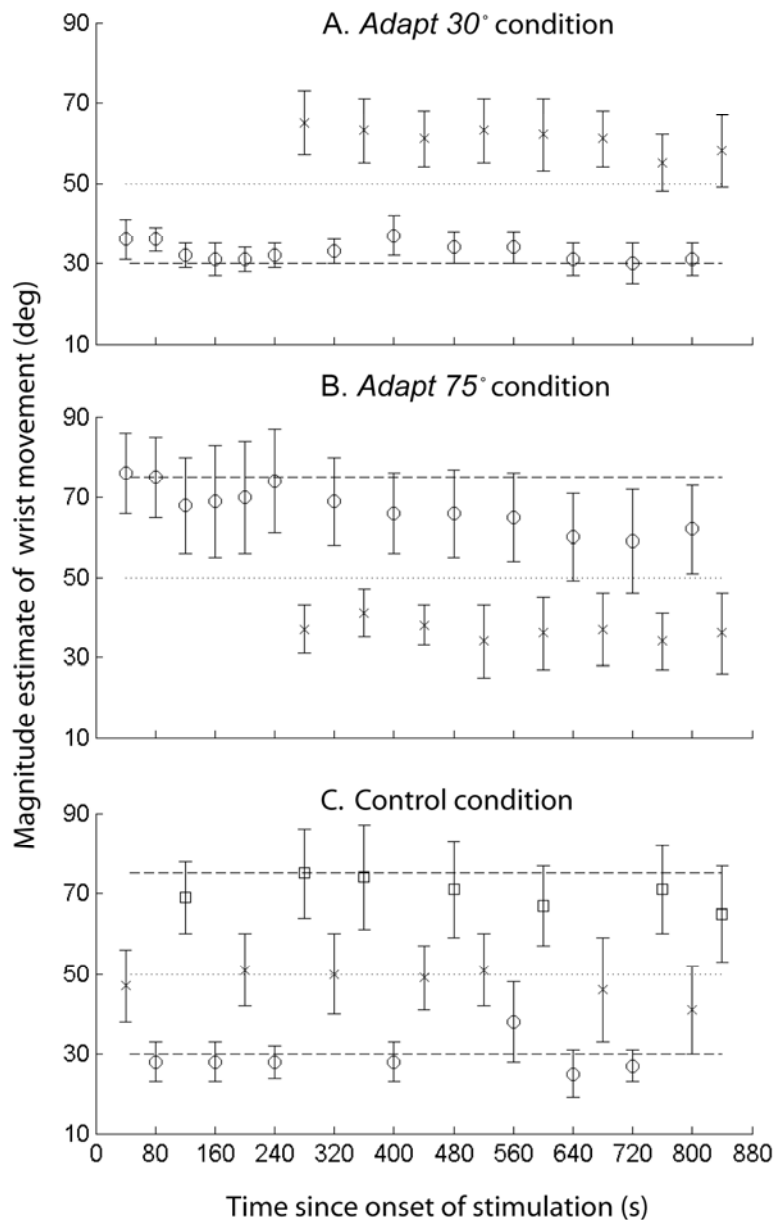 Magnitude estimate of wrist movement (deg)
A. Adapt 30° condition
90
70
50
30
10
B. Adapt 75° condition
90
70
50
30
10
C. Control condition
90
70
50
30
10
0 80 160 240 320 400 480 560 640 720 800 880
Time since onset of stimulation (s)